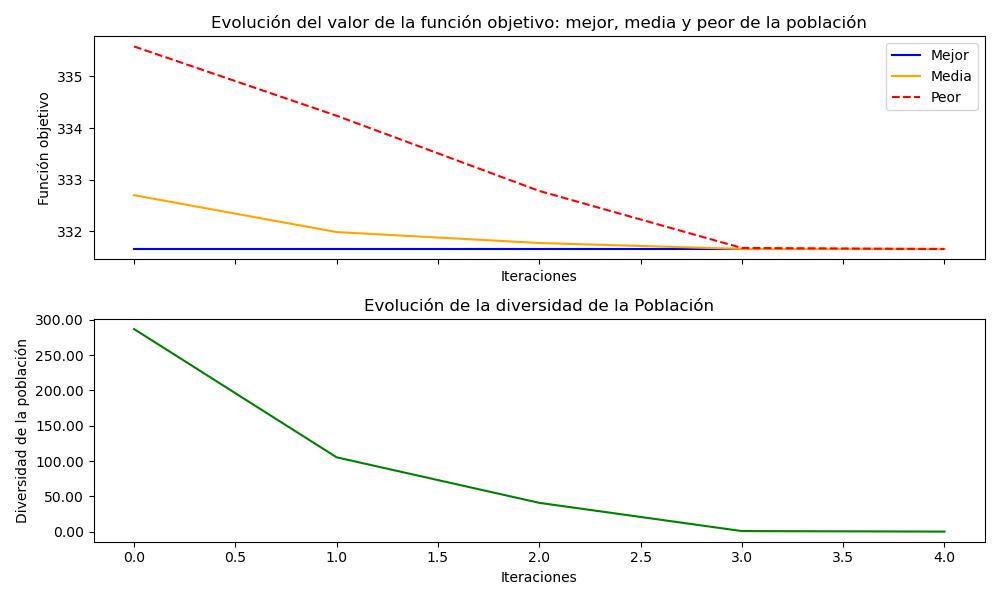 Evolución del valor de la función objetivo: mejor, media y peor de la población
Función objetivo
335
334
333
332
Mejor
Media
Peor
Iteraciones
Evolución de la diversidad de la Población
Diversidad de la población
300.00
250.00
200.00
150.00
100.00
50.00
0.00
0.0 0.5 1.0 1.5 2.0 2.5 3.0 3.5 4.0
Iteraciones